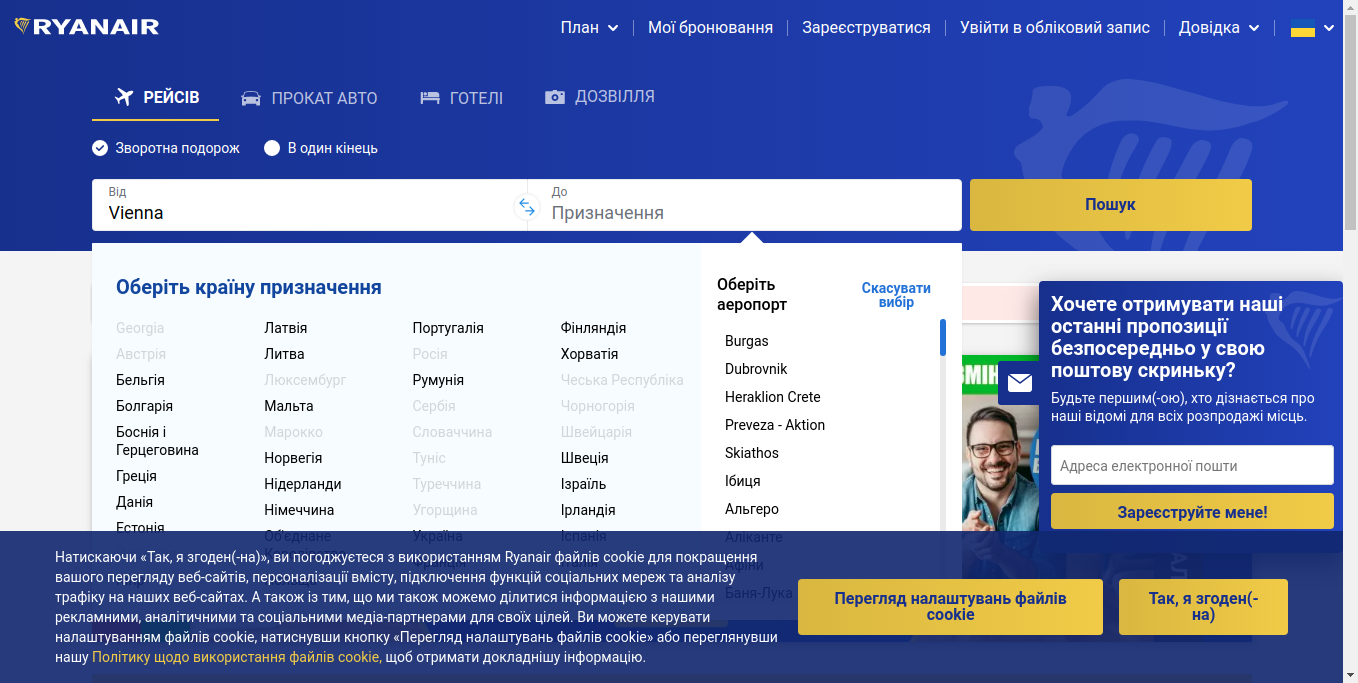 RYANAIR
План
Мої бронювання
Зареєструватися
Увійти в обліковий запис
Довідка
РЕЙСІВ
ПРОКАТ АВТО
ГОТЕЛІ
ДОЗВІЛЛЯ
Зворотна подорож
В один кінець
Від
Vienna
До
Призначення
Пошук
Оберіть країну призначення
Georgia
Австрія
Бельгія
Болгарія
Боснія і
Герцеговина
Греція
Данія
Естонія
Латвія
Литва
Люксембург
Мальта
Марокко
Норвегія
Нідерланди
Німеччина
Об'єднане
Португалія
Росія
Румунія
Сербія
Словаччина
Туніс
Туреччина
Угорщина
Україна
Франція
Фінляндія
Хорватія
Чеська Республіка
Чорногорія
Швейцарія
Швеція
Ізраїль
Ірландія
Іспанія
Італія
Оберіть
аеропорт
Скасувати
вибір
Burgas
Dubrovnik
Heraklion Crete
Preveza - Aktion
Skiathos
Ібиця
Альгеро
Аліканте
Афіни
Баня-Лука
Хочете отримувати наші
останні пропозиції
безпосередньо у свою
поштову скриньку?
Будьте першим(-ою), хто дізнається про
наші відомі для всіх розпродажі місць.
Адреса електронної пошти
Зареєструйте мене!
Натискаючи «Так, я згоден(-на)», ви погоджуєтеся з використанням Ryanair файлів cookie для покращення
вашого перегляду веб-сайтів, персоналізації вмісту, підключення функцій соціальних мереж та аналізу
трафіку на наших веб-сайтах. А також із тим, що ми також можемо ділитися інформацією з нашими
рекламними, аналітичними та соціальними медіа-партнерами для своїх цілей. Ви можете керувати
налаштуванням файлів cookie, натиснувши кнопку «Перегляд налаштувань файлів cookie» або переглянувши
нашу Політику щодо використання файлів cookie, щоб отримати докладнішу інформацію.
Перегляд налаштувань файлів
cookie
Так, я згоден(-
на)